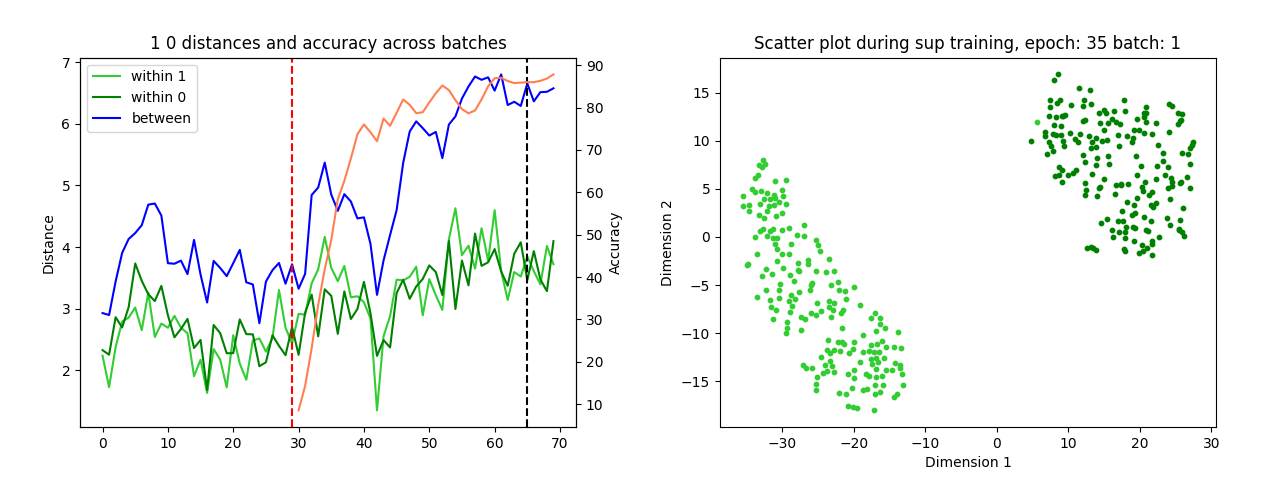 1 0 distances and accuracy across batches
within 1
within 0
between
Distance
7
6
5
4
3
2
0 10 20 30 40 50 60 70
90
80
70
60
50
40
30
20
10
Accuracy
Scatter plot during sup training, epoch: 35 batch: 1
Dimension 2
15
10
5
0
−5
−10
−15
−30 −20 −10 0 10 20 30
Dimension 1